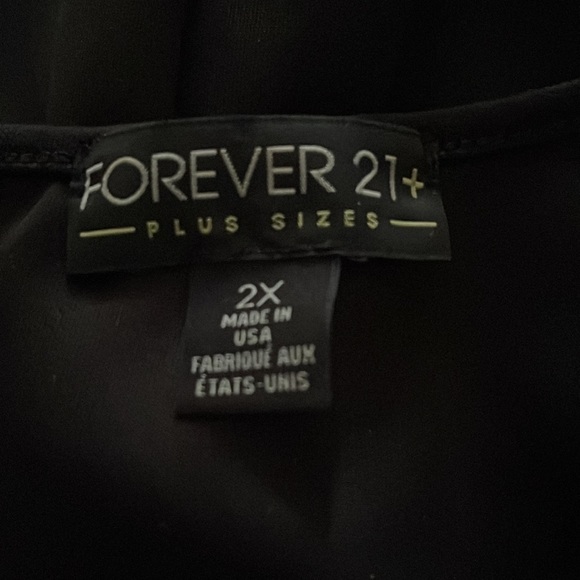 FOREVER 21+
PLUS SIZES
2X
MADE IN
USA
FABRIQUÉ AUX
ÉTATS-UNIS